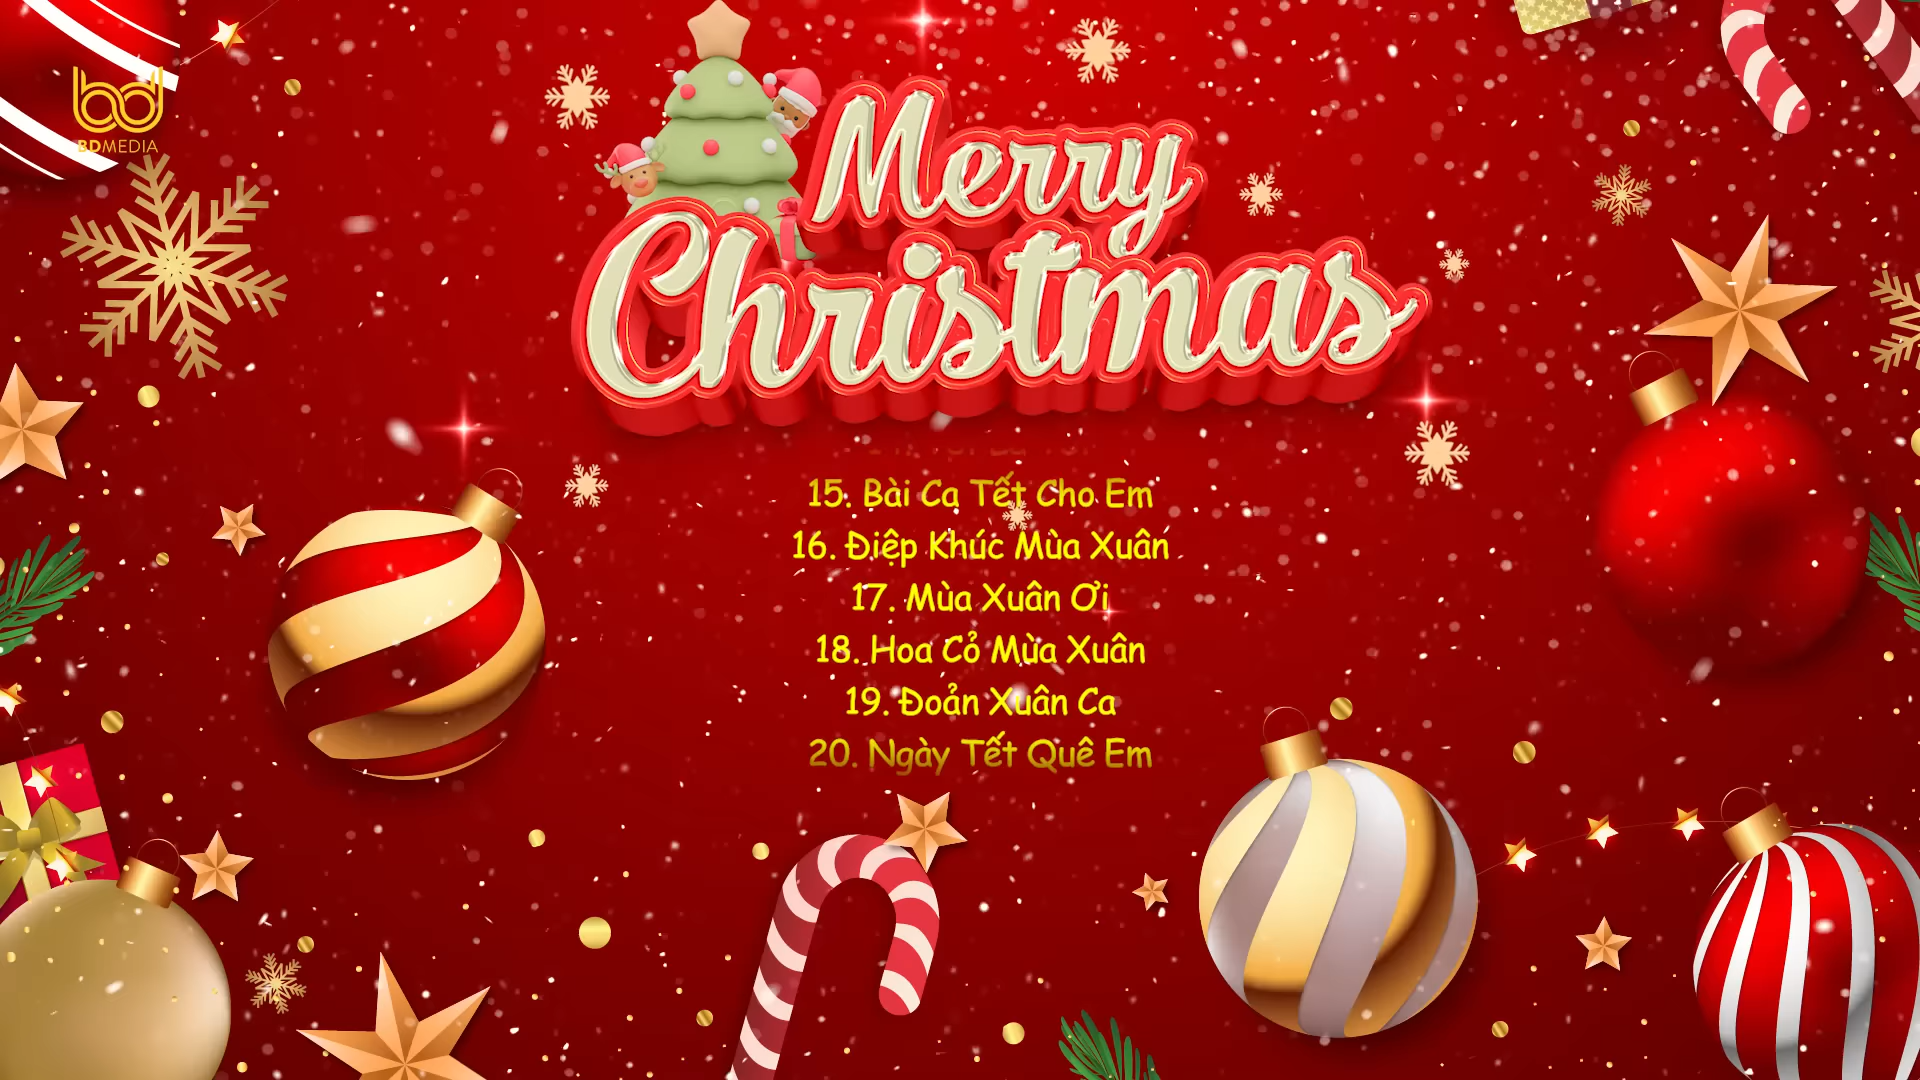 BDMEDIA
Merry
Christmas
15. Bài Ca Tết Cho Em
16. Điệp Khúc Mùa Xuân
17. Mùa Xuân Ơi
18. Hoa Cỏ Mùa Xuân
19. Đoản Xuân Ca
20. Ngày Tết Quê Em